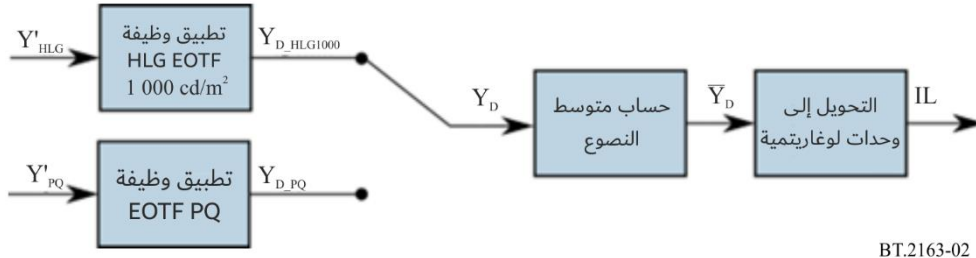 Y'HLG
تطبيق وظيفة
HLG EOTF
1 000 cd/m²
YD_HLG1000
Y'PQ
تطبيق وظيفة
EOTF PQ
YD_PQ
YD
حساب متوسط
النصوع
ȲD
التحويل إلى
وحدات لوغاريتمية
IL
BT.2163-02